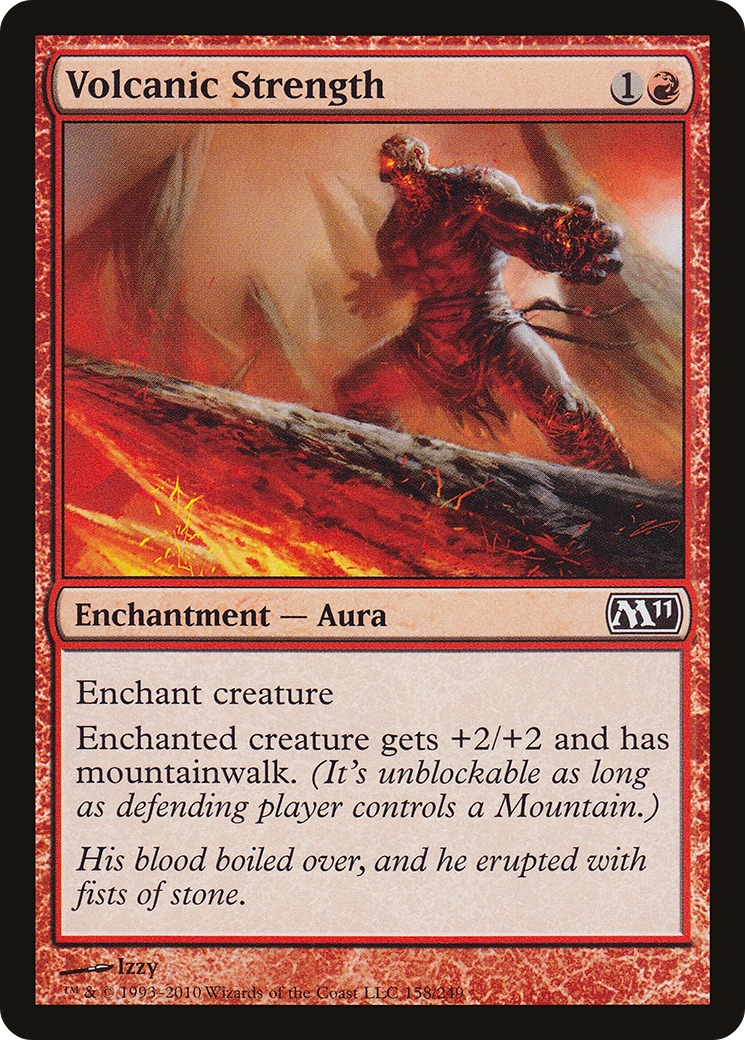 Volcanic Strength 1
Enchantment — Aura M11
Enchant creature
Enchanted creature gets +2/+2 and has
mountainwalk. (It's unblockable as long
as defending player controls a Mountain.)
His blood boiled over, and he erupted with
fists of stone.
Izzy
™ & © 1993–2010 Wizards of the Coast LLC 158/249